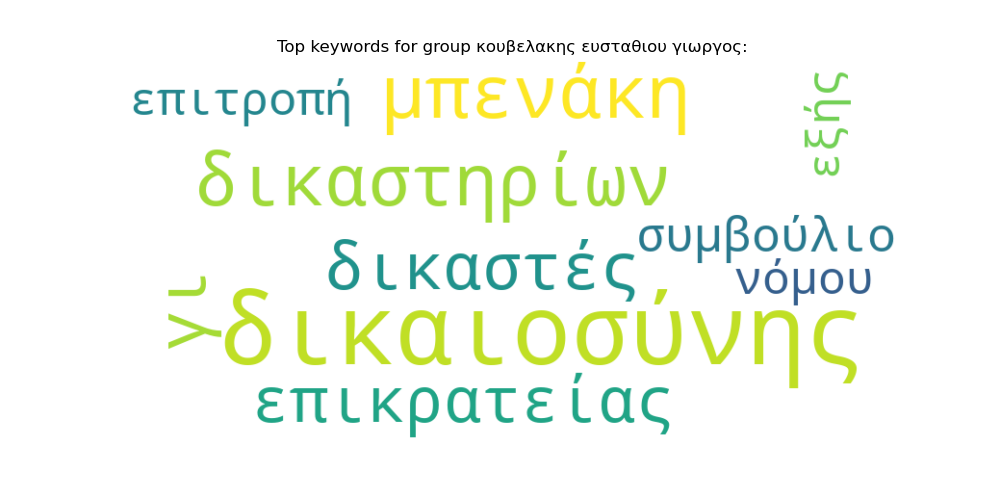 Top keywords for group κουβελακης ευσταθιου γιωργος:
επιτροπή
μπενάκη
εξής
δικαστηρίων
συμβούλιο
δικαστές
νόμου
γι
δικαιοσύνης
επικρατείας